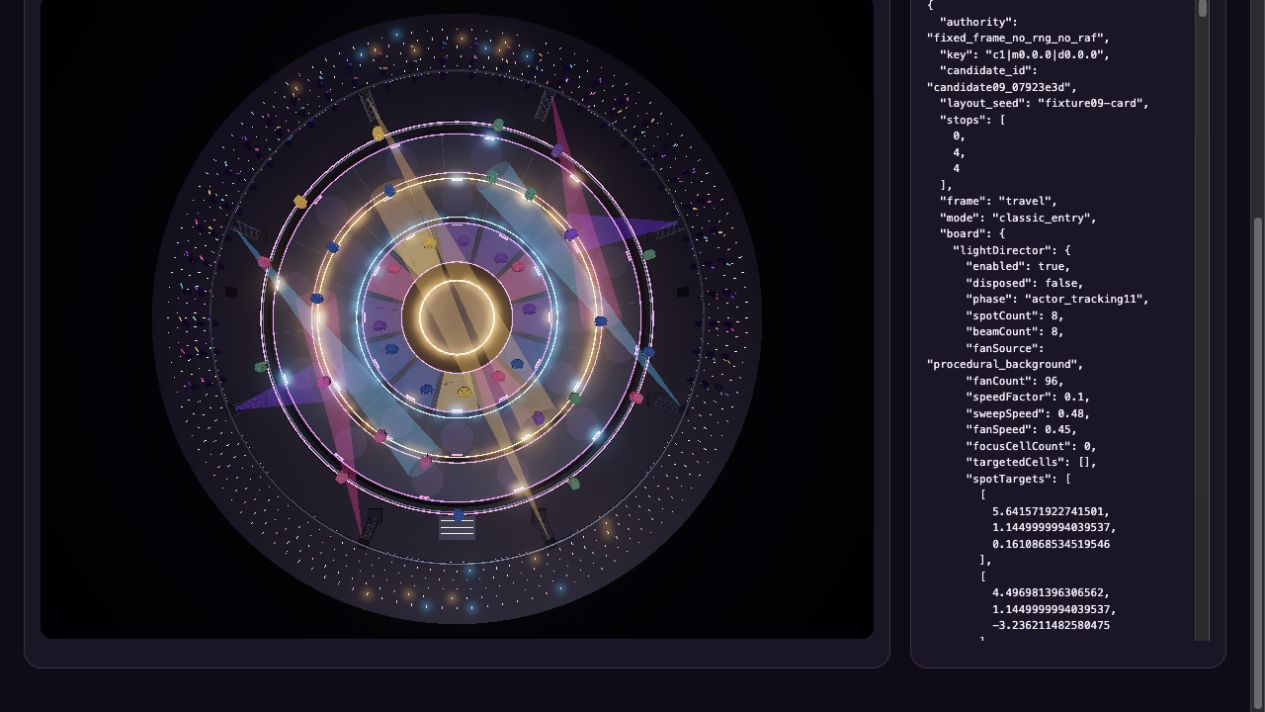 {
"authority":
"fixed_frame_no_rng_no_raf",
"key": "c1|m0.0.0|d0.0.0",
"candidate_id":
"candidate09_07923e3d",
"layout_seed": "fixture09-card",
"stops": [
0,
4,
4
],
"frame": "travel",
"mode": "classic_entry",
"board": {
"lightDirector": {
"enabled": true,
"disposed": false,
"phase": "actor_tracking11",
"spotCount": 8,
"beamCount": 8,
"fanSource":
"procedural_background",
"fanCount": 96,
"speedFactor": 0.1,
"sweepSpeed": 0.48,
"fanSpeed": 0.45,
"focusCellCount": 0,
"targetedCells": [],
"spotTargets": [
[
5.641571922741501,
1.1449999994039537,
0.1610868534519546
],
[
4.496981396306562,
1.1449999994039537,
-3.236211482580475